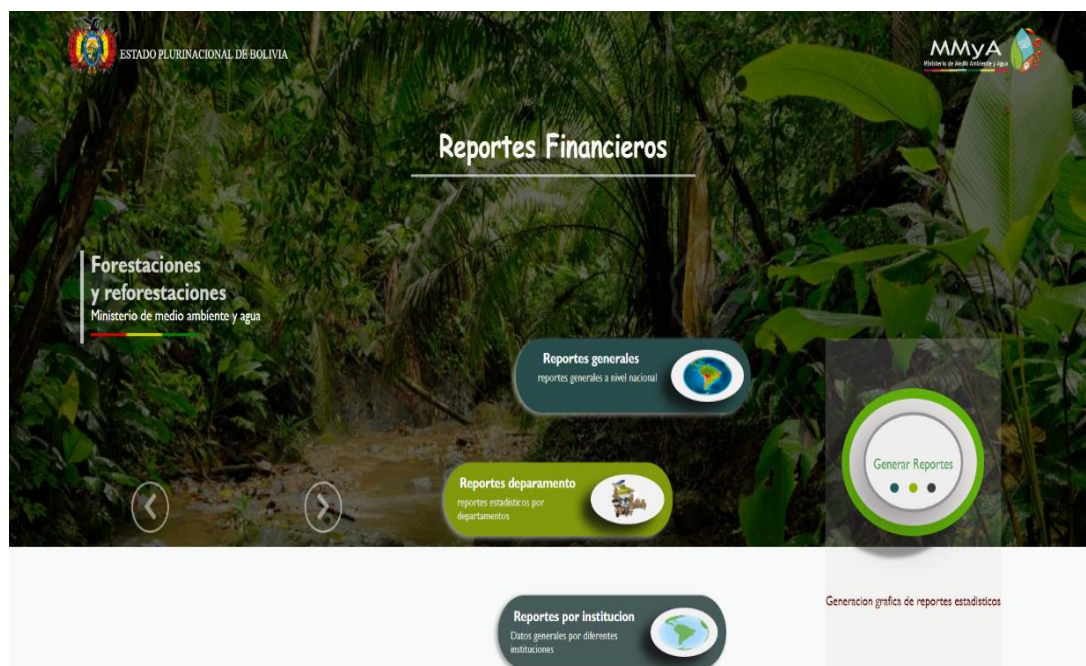 ESTADO PLURINACIONAL DE BOLIVIA
MMyA
Ministerio de Medio Ambiente y Agua
Reportes Financieros
Forestaciones
y reforestaciones
Ministerio de medio ambiente y agua
Reportes generales
reportes generales a nivel nacional
Generar Reportes
Reportes deparamento
reportes estadisticos por
departamentos
Generacion grafica de reportes estadisticos
Reportes por institucion
Datos generales por diferentes
instituciones